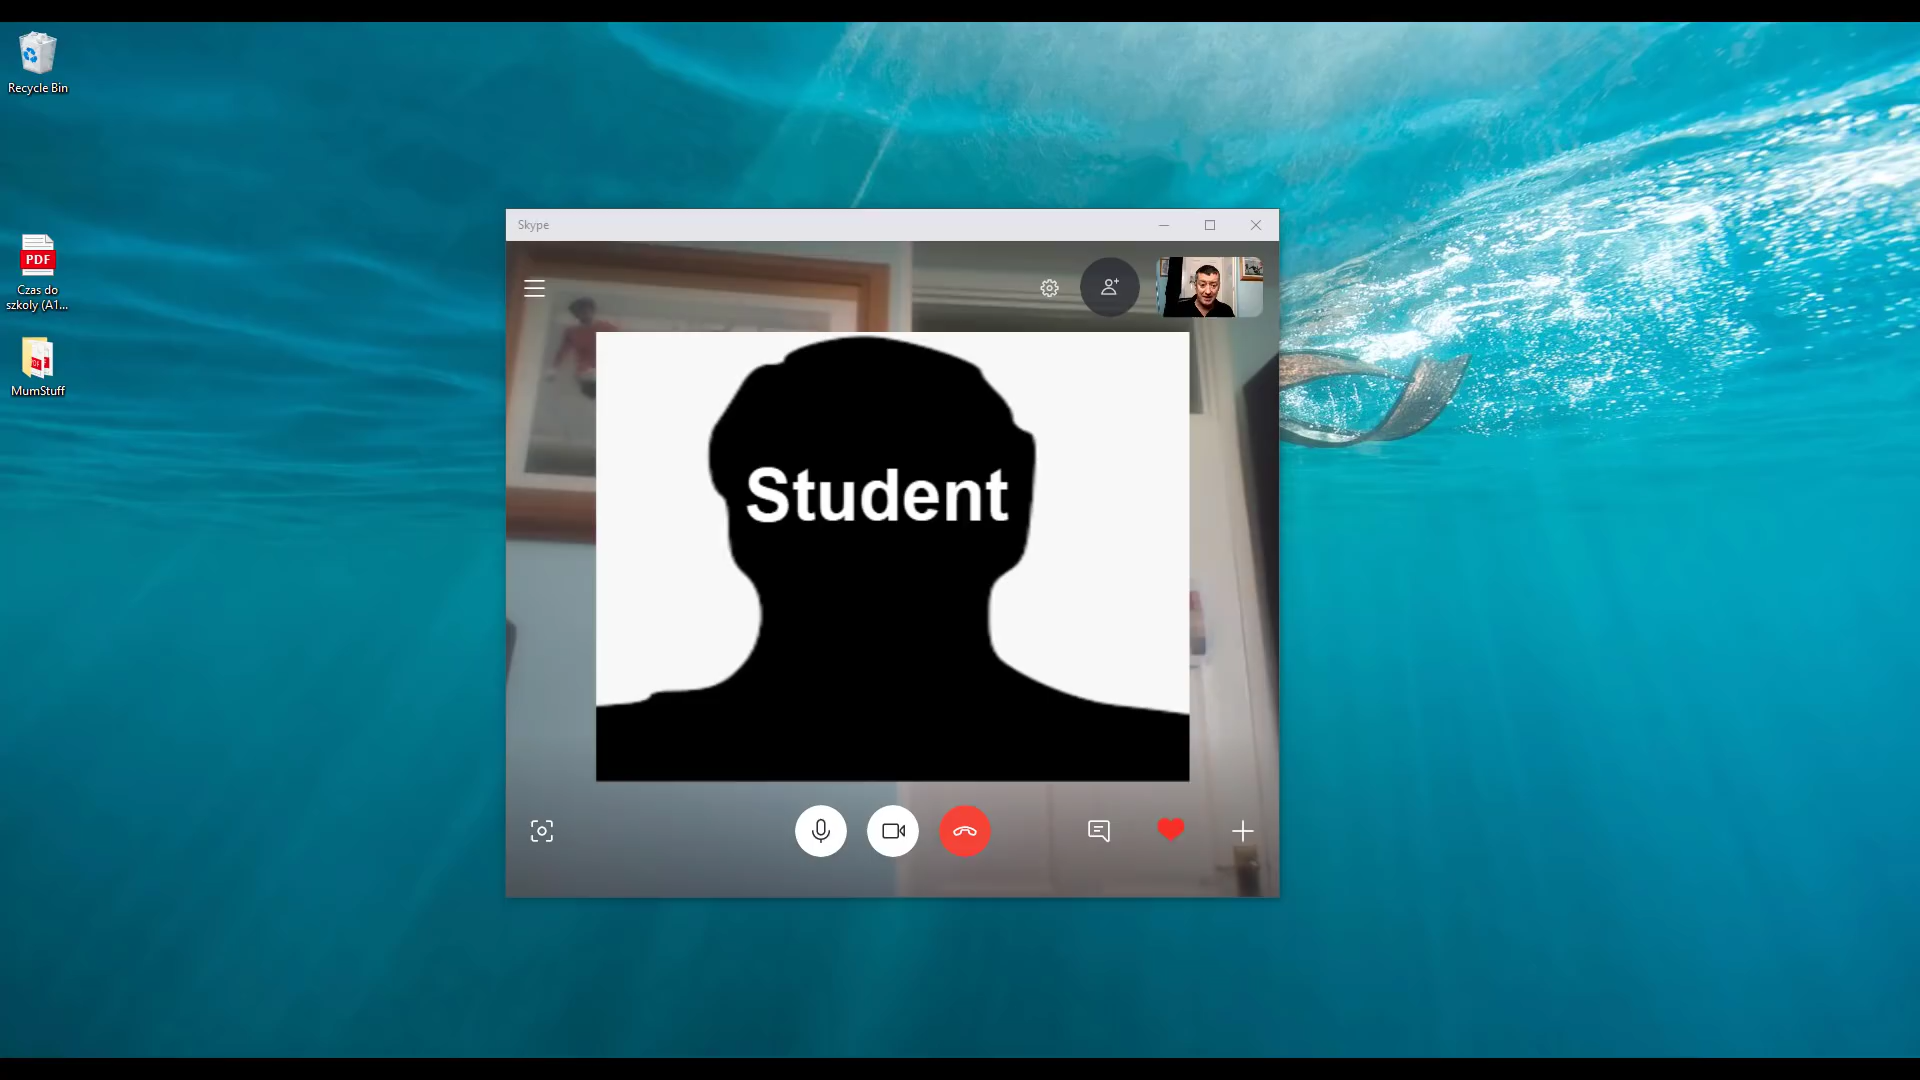 Recycle Bin
Skype
PDF
Czas do
szkoly (A1...
MumStuff
Student